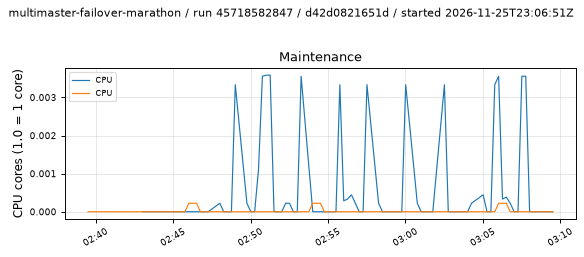 multimaster-failover-marathon / run 45718582847 / d42d0821651d / started 2026-11-25T23:06:51Z
Maintenance
CPU cores (1.0 = 1 core)
CPU
CPU
0.003
0.002
0.001
0.000
02:40
02:45
02:50
02:55
03:00
03:05
03:10